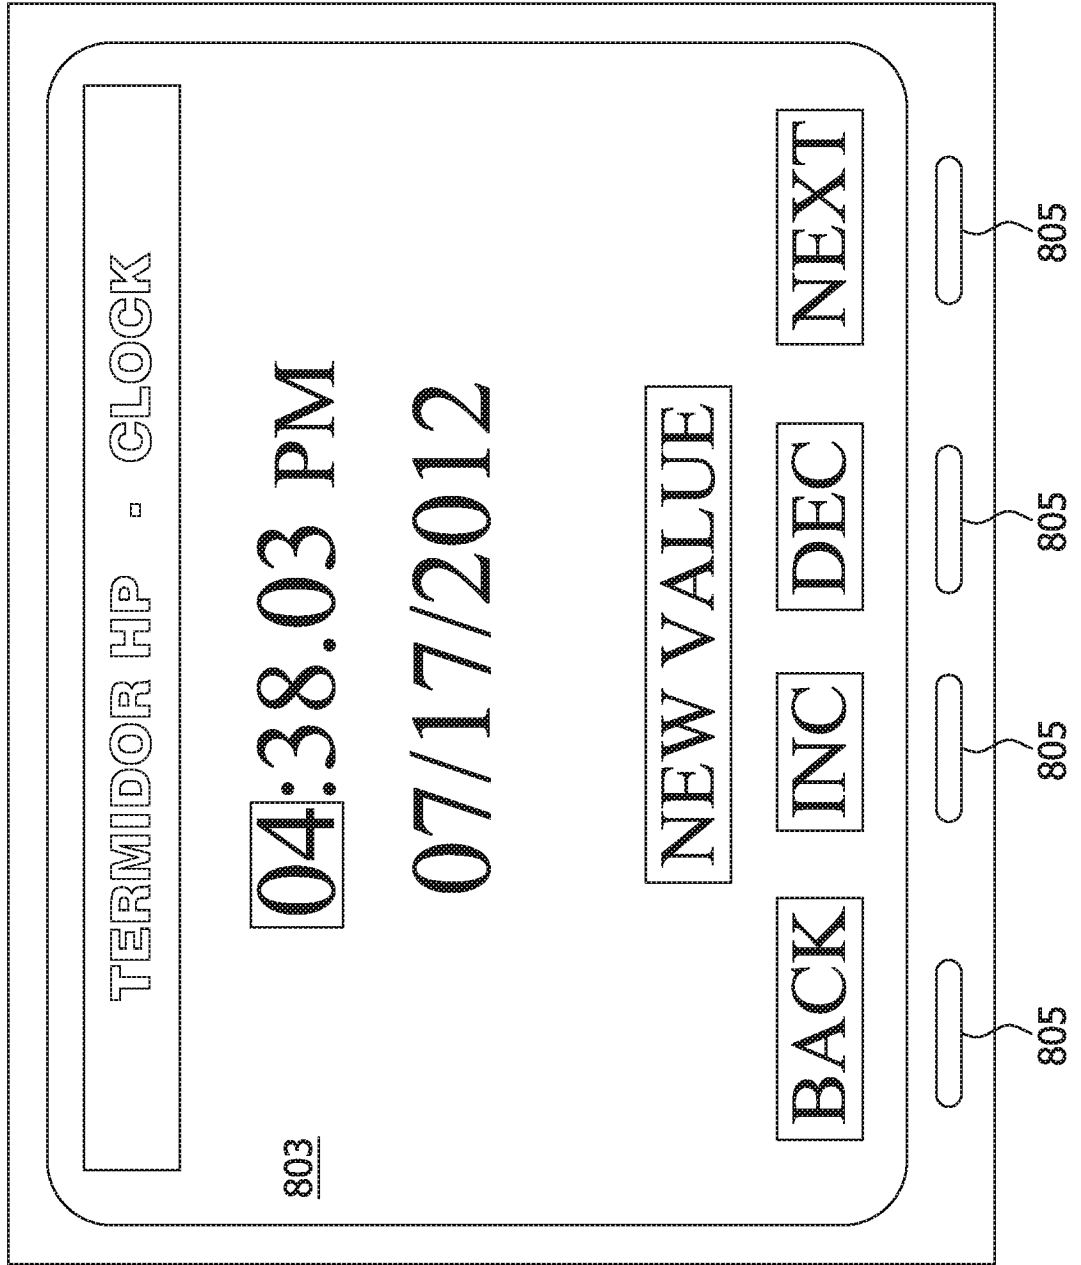 TERMIDOR HP - CLOCK
04:38.03 PM
07/17/2012
803
NEW VALUE
BACK INC DEC NEXT
805 805 805 805